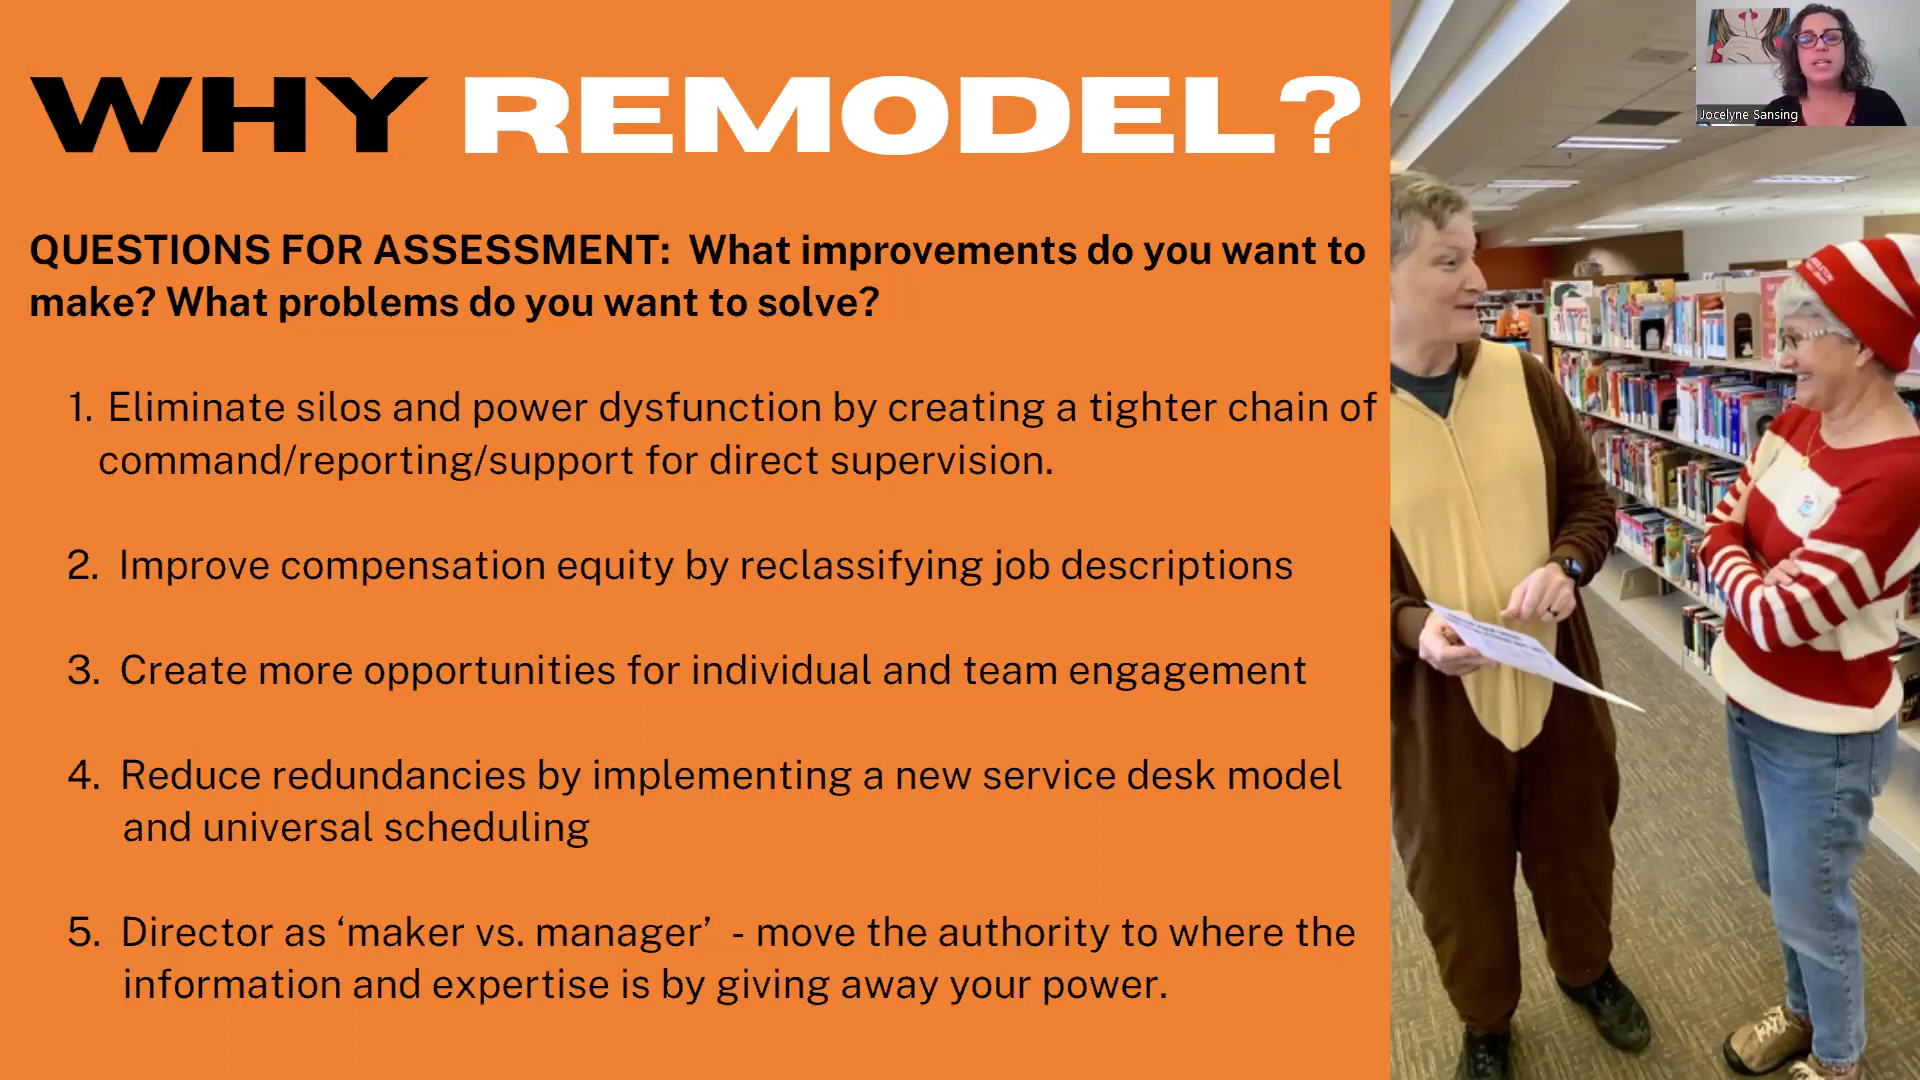 WHY REMODEL?
Jocelyne Sansing
QUESTIONS FOR ASSESSMENT: What improvements do you want to
make? What problems do you want to solve?
1. Eliminate silos and power dysfunction by creating a tighter chain of
command/reporting/support for direct supervision.
2. Improve compensation equity by reclassifying job descriptions
3. Create more opportunities for individual and team engagement
4. Reduce redundancies by implementing a new service desk model
and universal scheduling
5. Director as ‘maker vs. manager’ - move the authority to where the
information and expertise is by giving away your power.